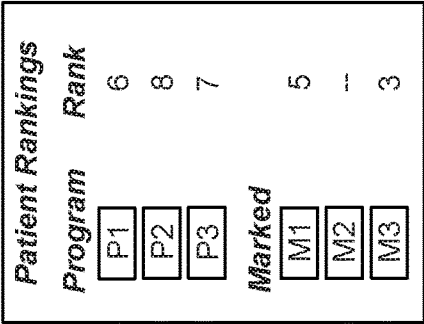 Patient Rankings
Program Rank
P1 6
P2 8
P3 7
Marked
M1 5
M2 --
M3 3